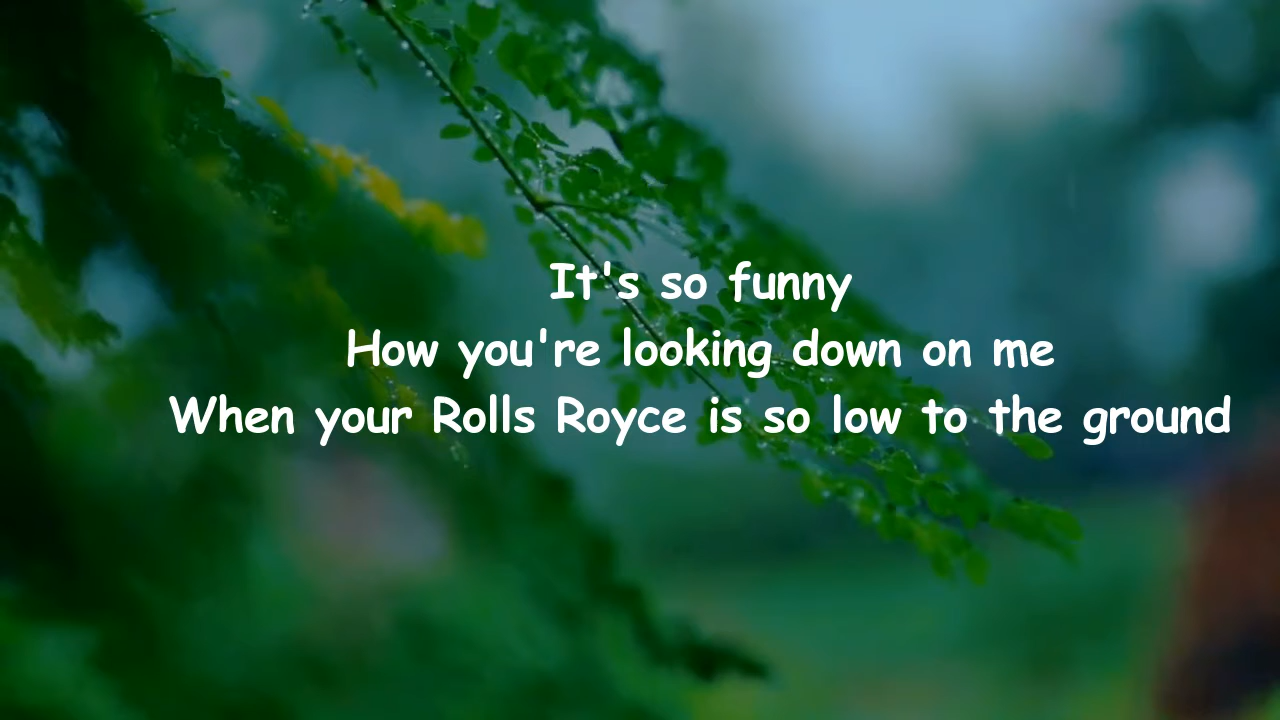 It's so funny
How you're looking down on me
When your Rolls Royce is so low to the ground